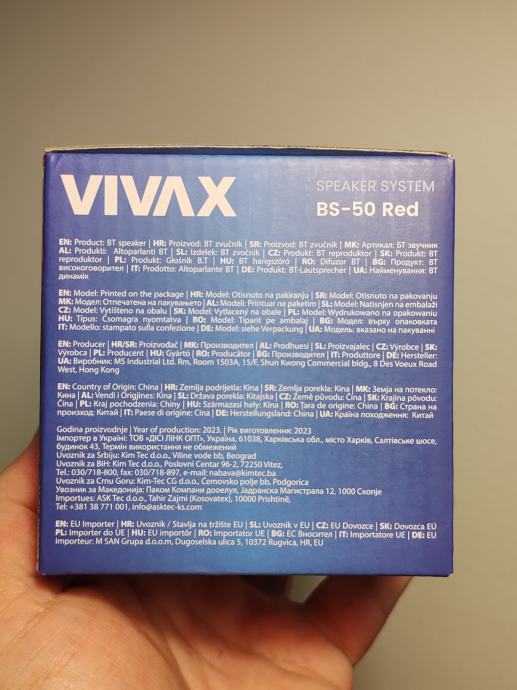 VIVAX
SPEAKER SYSTEM
BS-50 Red
EN: Product: BT speaker | HR: Proizvod: BT zvučnik | SR: Proizvod: BT zvučnik | MK: Артикал: БТ звучник
AL: Produkti: Altoparlanti BT | SL: Izdelek: BT zvočnik | CZ: Produkt: BT reproduktor | SK: Produkt: BT
reproduktor | PL: Produkt: Głośnik B.T | HU: BT hangszóró | RO: Difuzor BT | BG: Продукт: BT
високоговорител | IT: Prodotto: Altoparlante BT | DE: Produkt: BT-Lautsprecher | UA: Найменування: BT
динамік
EN: Model: Printed on the package | HR: Model: Otisnuto na pakiranju | SR: Model: Otisnuto na pakovanju
MK: Модел: Отпечатена на пакувањето | AL: Modeli: Printuar ne paketim | SL: Model: Natisnjen na embalaži
CZ: Model: Vytištěno na obalu | SK: Model: Vytlačený na obale | PL: Model: Wydrukowano na opakowaniu
HU: Típus: Csomagra nyomtatva | RO: Model: Tiparit pe ambalaj | BG: Модел: върху опаковката
IT: Modello: stampato sulla confezione | DE: Model: siehe Verpackung | UA: Модель: вказано на пакуванні
EN: Producer | HR/SR: Proizvođač | MK: Производител | AL: Prodhuesi | SL: Proizvajalec | CZ: Výrobce | SK:
Výrobca | PL: Producent | HU: Gyártó | RO: Producător | BG: Производител | IT: Produttore | DE: Hersteller:
UA: Виробник: MS Industrial Ltd. Rm, Room 1503A, 15/F, Shun Kwong Commercial bldg., 8 Des Voeux Road
West, Hong Kong
EN: Country of Origin: China | HR: Zemlja podrijetla: Kina | SR: Zemlja porekla: Kina | MK: Земја на потекло:
Кина | AL: Vendi i Origjines: Kina | SL: Država porekla: Kitajska | CZ: Země původu: Čína | SK: Krajina pôvodu:
Čína | PL: Kraj pochodzenia: Chiny | HU: Származási hely: Kína | RO: Țara de origine: China | BG: Страна на
произход: Китай | IT: Paese di origine: Cina | DE: Herstellungsland: China | UA: Країна походження: Китай
Godina proizvodnje | Year of production: 2023. | Рік виготовлення: 2023
Імпортер в Україні: ТОВ «ДІСІ ЛІНК ОПТ», Україна, 61038, Харківська обл., місто Харків, Салтівське шосе,
будинок 43, Термін використання не обмежений
Uvoznik za Srbiju: Kim Tec d.o.o., Viline vode bb, Beograd
Uvoznik za BiH: Kim Tec d.o.o., Poslovni Centar 96-2, 72250 Vitez,
Tel.: 030/718-800, fax: 030/718-897, e-mail: nabava@kimtec.ba
Uvoznik za Crnu Goru: Kim-Tec CG d.o.o., Ćemovsko polje bb, Podgorica
Увозник за Македонија: Паком Компани дооелул, Јадранска Магистрала 12, 1000 Скопје
Importues: ASK Tec d.o.o., Tahir Zajmi (Kosovatex), 10000 Prishtinë,
Tel: +381 38 771 001, info@asktec-ks.com
EN: EU Importer | HR: Uvoznik / Stavlja na tržište EU | SL: Uvoznik v EU | CZ: EU Dovozce | SK: Dovozca EÚ
PL: Importer do UE | HU: EU importőr | RO: Importator UE | BG: ЕС Вносител | IT: Importatore UE | DE: EU
Importeur: M SAN Grupa d.o.o.m, Dugoselska ulica 5, 10372 Rugvica, HR, EU